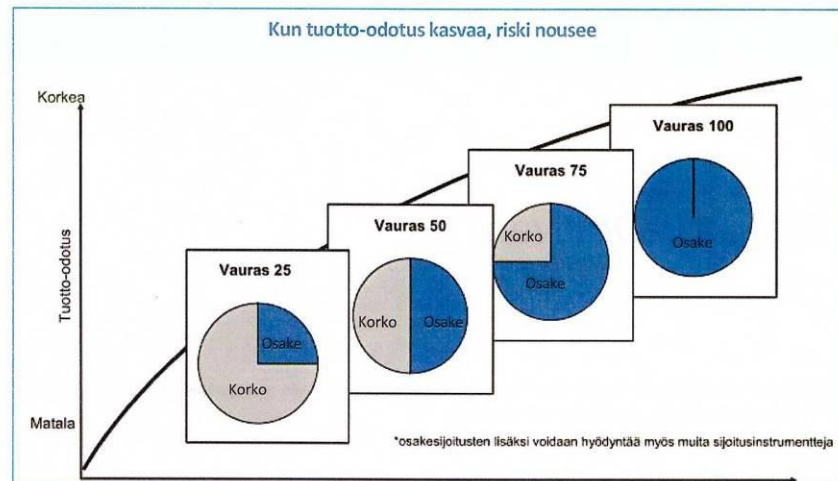 Kun tuotto-odotus kasvaa, riski nousee
Korkea
Tuotto-odotus
Matala
Vauras 100
Osake
Vauras 75
Korko
Osake
Vauras 50
Korko
Osake
Vauras 25
Osake
Korko
*osakesijoitusten lisäksi voidaan hyödyntää myös muita sijoitusinstrumentteja